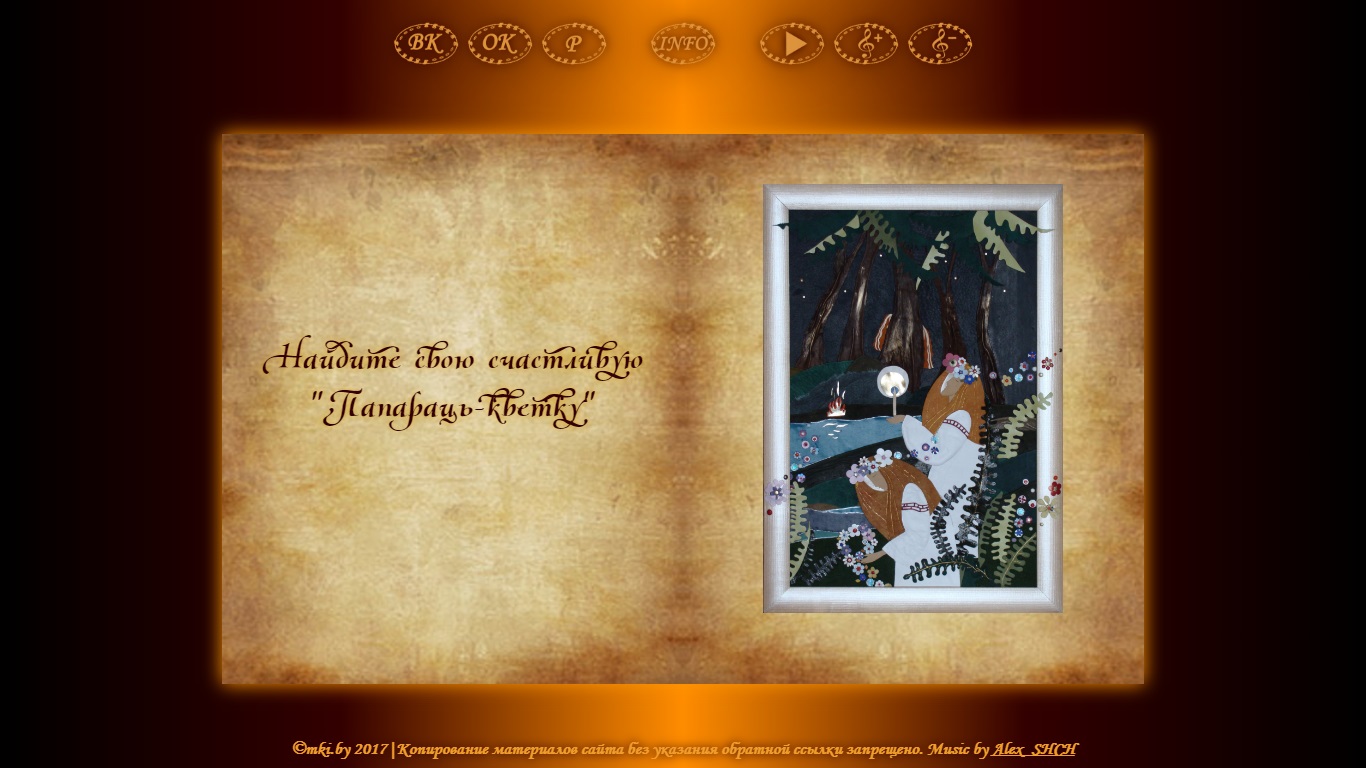 ВК ОК P INFO
Найдите свою счастливую
"Папараць-кветку"
©mki.by 2017|Копирование материалов сайта без указания обратной ссылки запрещено. Music by Alex_SHCH